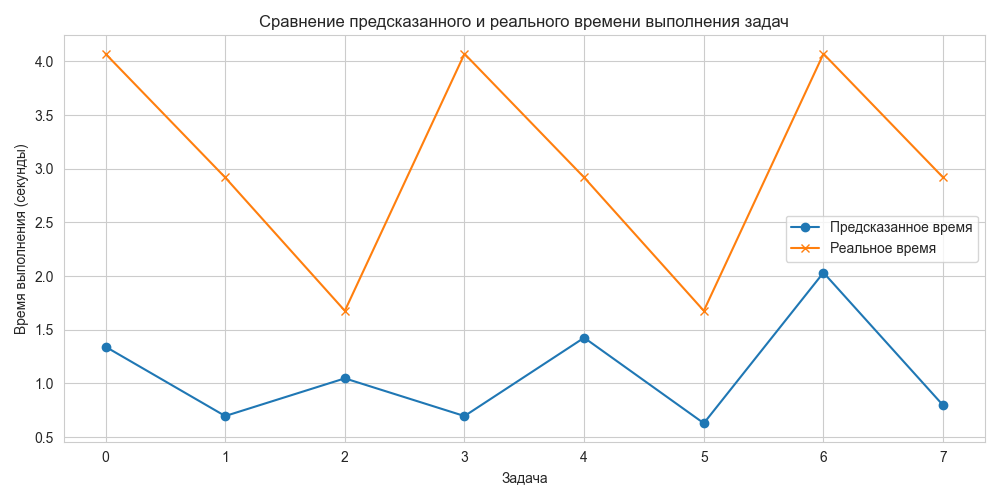 Сравнение предсказанного и реального времени выполнения задач
Время выполнения (секунды)
4.0
3.5
3.0
2.5
2.0
1.5
1.0
0.5
Предсказанное время
Реальное время
0 1 2 3 4 5 6 7
Задача